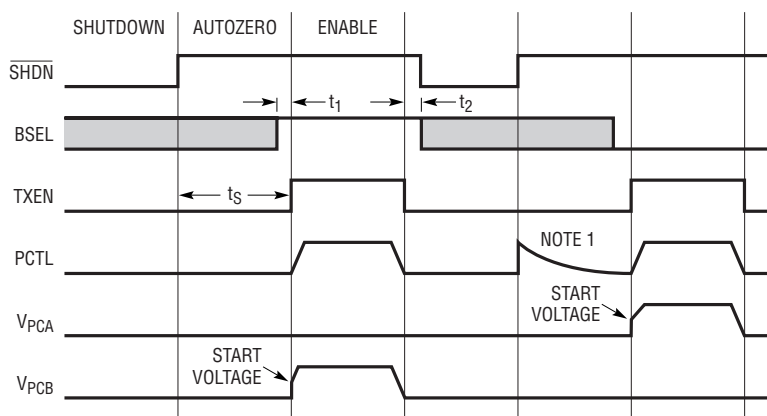 SHUTDOWN AUTOZERO ENABLE
SHDN
t1 t2
BSEL
tS
TXEN
PCTL
NOTE 1
START
VOLTAGE
VPCA
START
VOLTAGE
VPCB